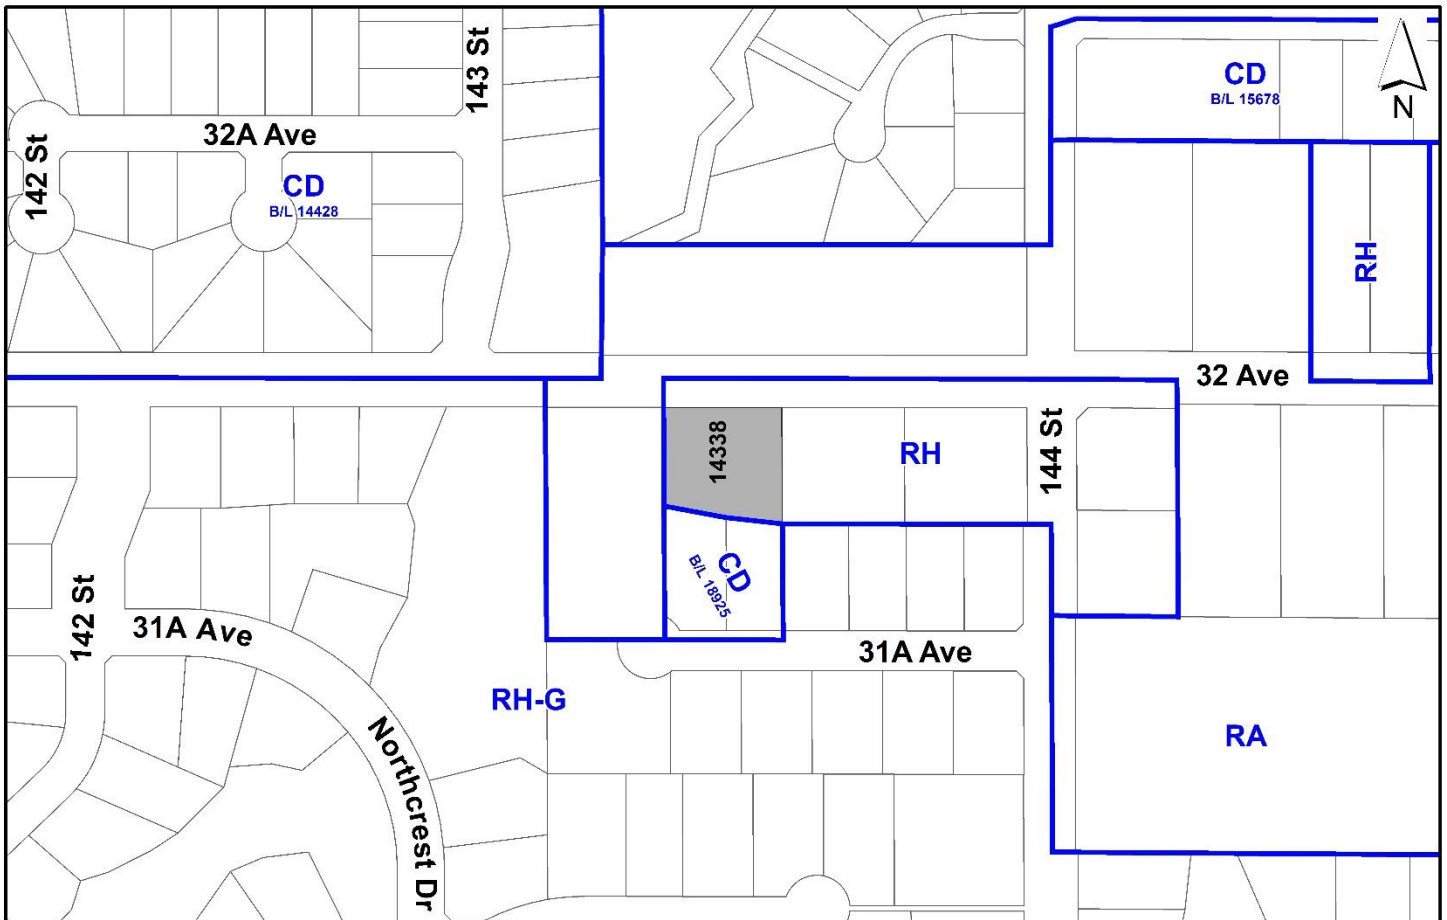 143 St
CD
B/L 15678
N
32A Ave
142 St
CD
B/L 14428
RH
32 Ave
14338
RH
144 St
CD
B/L 18925
142 St
31A Ave
31A Ave
RH-G
RA
Northcrest Dr